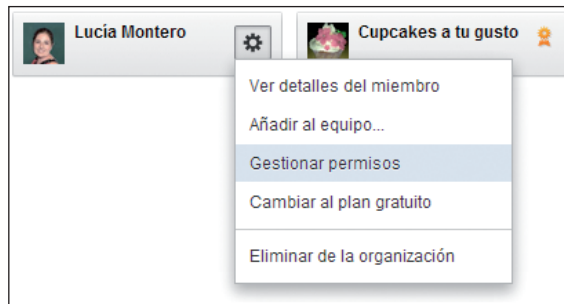 Lucía Montero
Cupcakes a tu gusto
Ver detalles del miembro
Añadir al equipo...
Gestionar permisos
Cambiar al plan gratuito
Eliminar de la organización